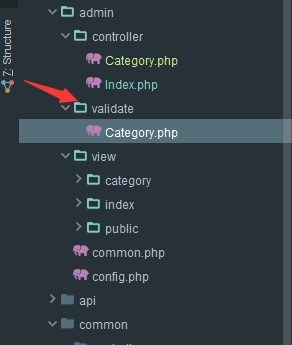 7: Structure
admin
controller
Category.php
Index.php
validate
Category.php
view
category
index
public
common.php
config.php
api
common